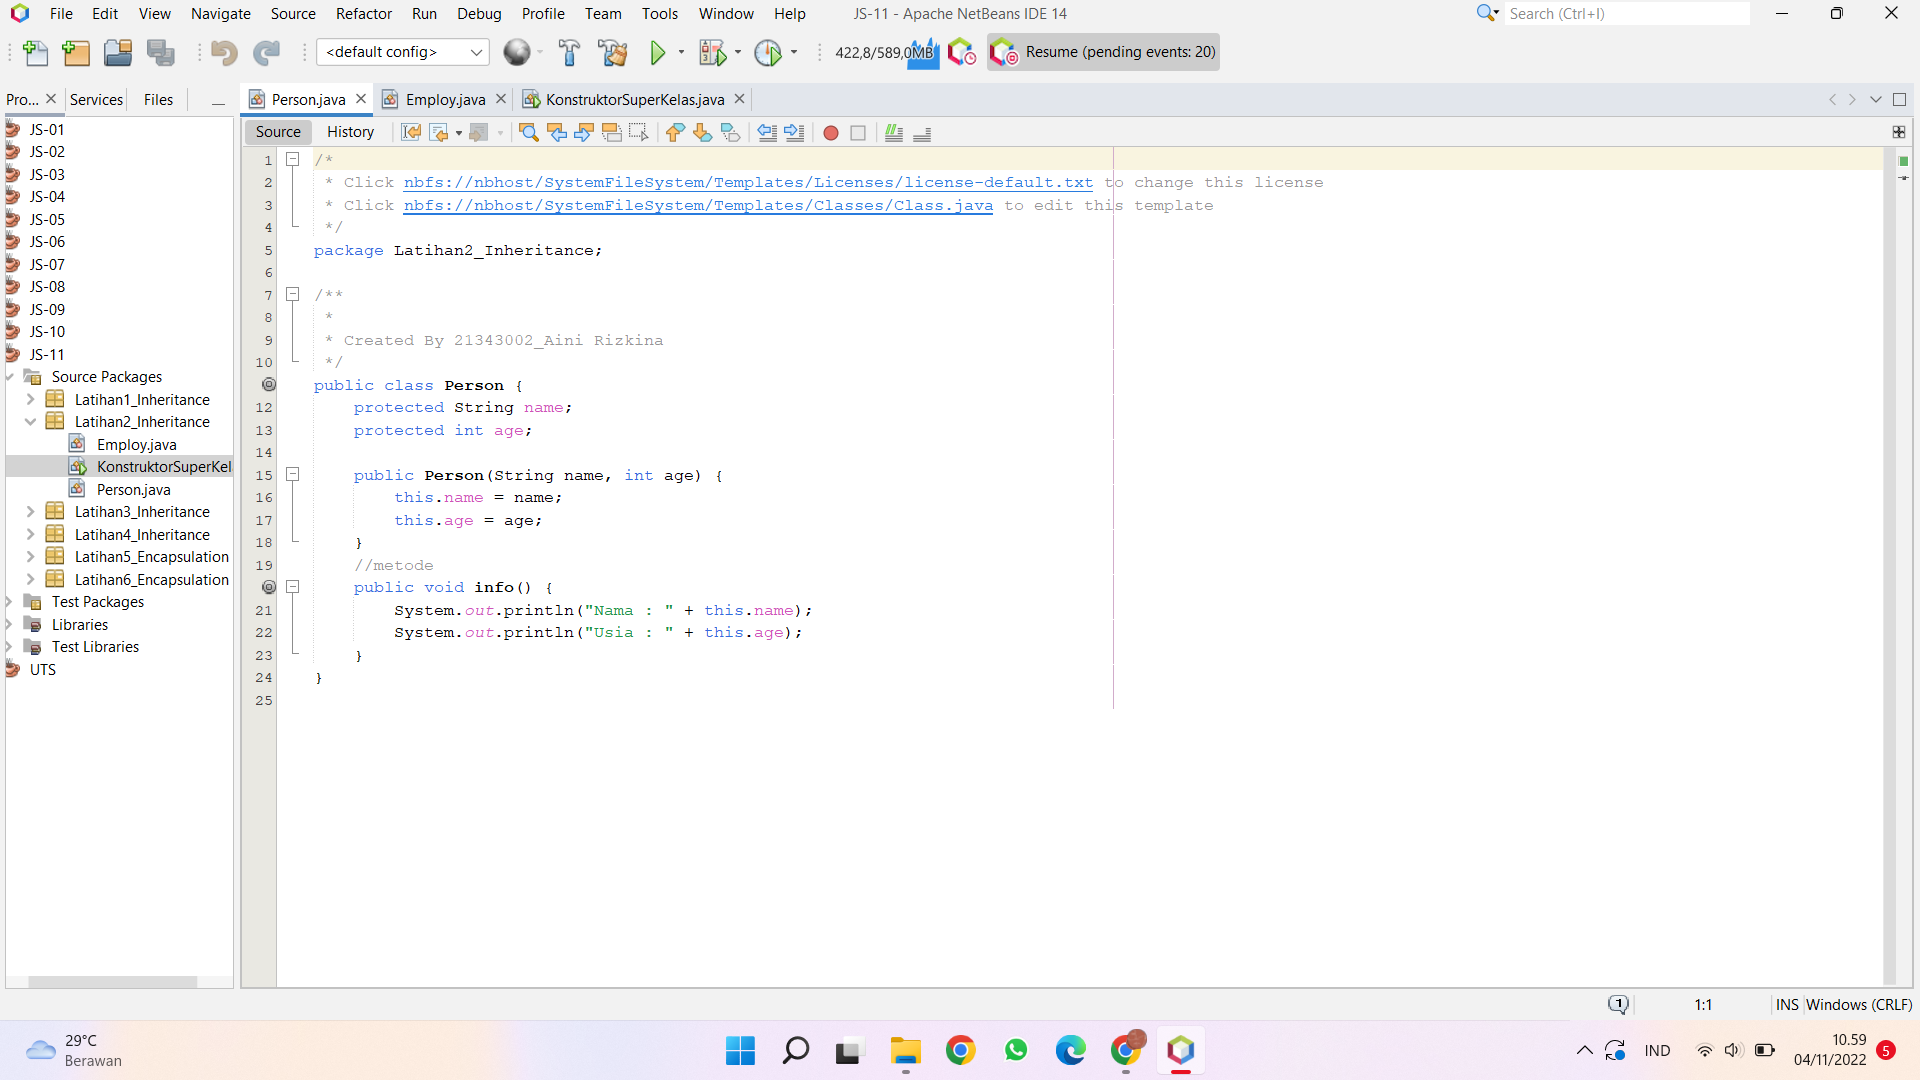 File Edit View Navigate Source Refactor Run Debug Profile Team Tools Window Help JS-11 - Apache NetBeans IDE 14 Search (Ctrl+I)
<default config> 422,8/589,0MB Resume (pending events: 20)
Pro... Services Files Person.java Employ.java KonstruktorSuperKelas.java
Source History
JS-01
JS-02
JS-03
JS-04
JS-05
JS-06
JS-07
JS-08
JS-09
JS-10
JS-11
Source Packages
Latihan1_Inheritance
Latihan2_Inheritance
Employ.java
KonstruktorSuperKel
Person.java
Latihan3_Inheritance
Latihan4_Inheritance
Latihan5_Encapsulation
Latihan6_Encapsulation
Test Packages
Libraries
Test Libraries
UTS
1 /*
2 * Click nbfs://nbhost/SystemFileSystem/Templates/Licenses/license-default.txt to change this license
3 * Click nbfs://nbhost/SystemFileSystem/Templates/Classes/Class.java to edit this template
4 */
5 package Latihan2_Inheritance;
6
7 /**
8 *
9 * Created By 21343002_Aini Rizkina
10 */
public class Person {
12 protected String name;
13 protected int age;
14
15 public Person(String name, int age) {
16 this.name = name;
17 this.age = age;
18 }
19 //metode
public void info() {
21 System.out.println("Nama : " + this.name);
22 System.out.println("Usia : " + this.age);
23 }
24 }
25
1 1:1 INS Windows (CRLF)
29°C
Berawan
IND
10.59
04/11/2022
5